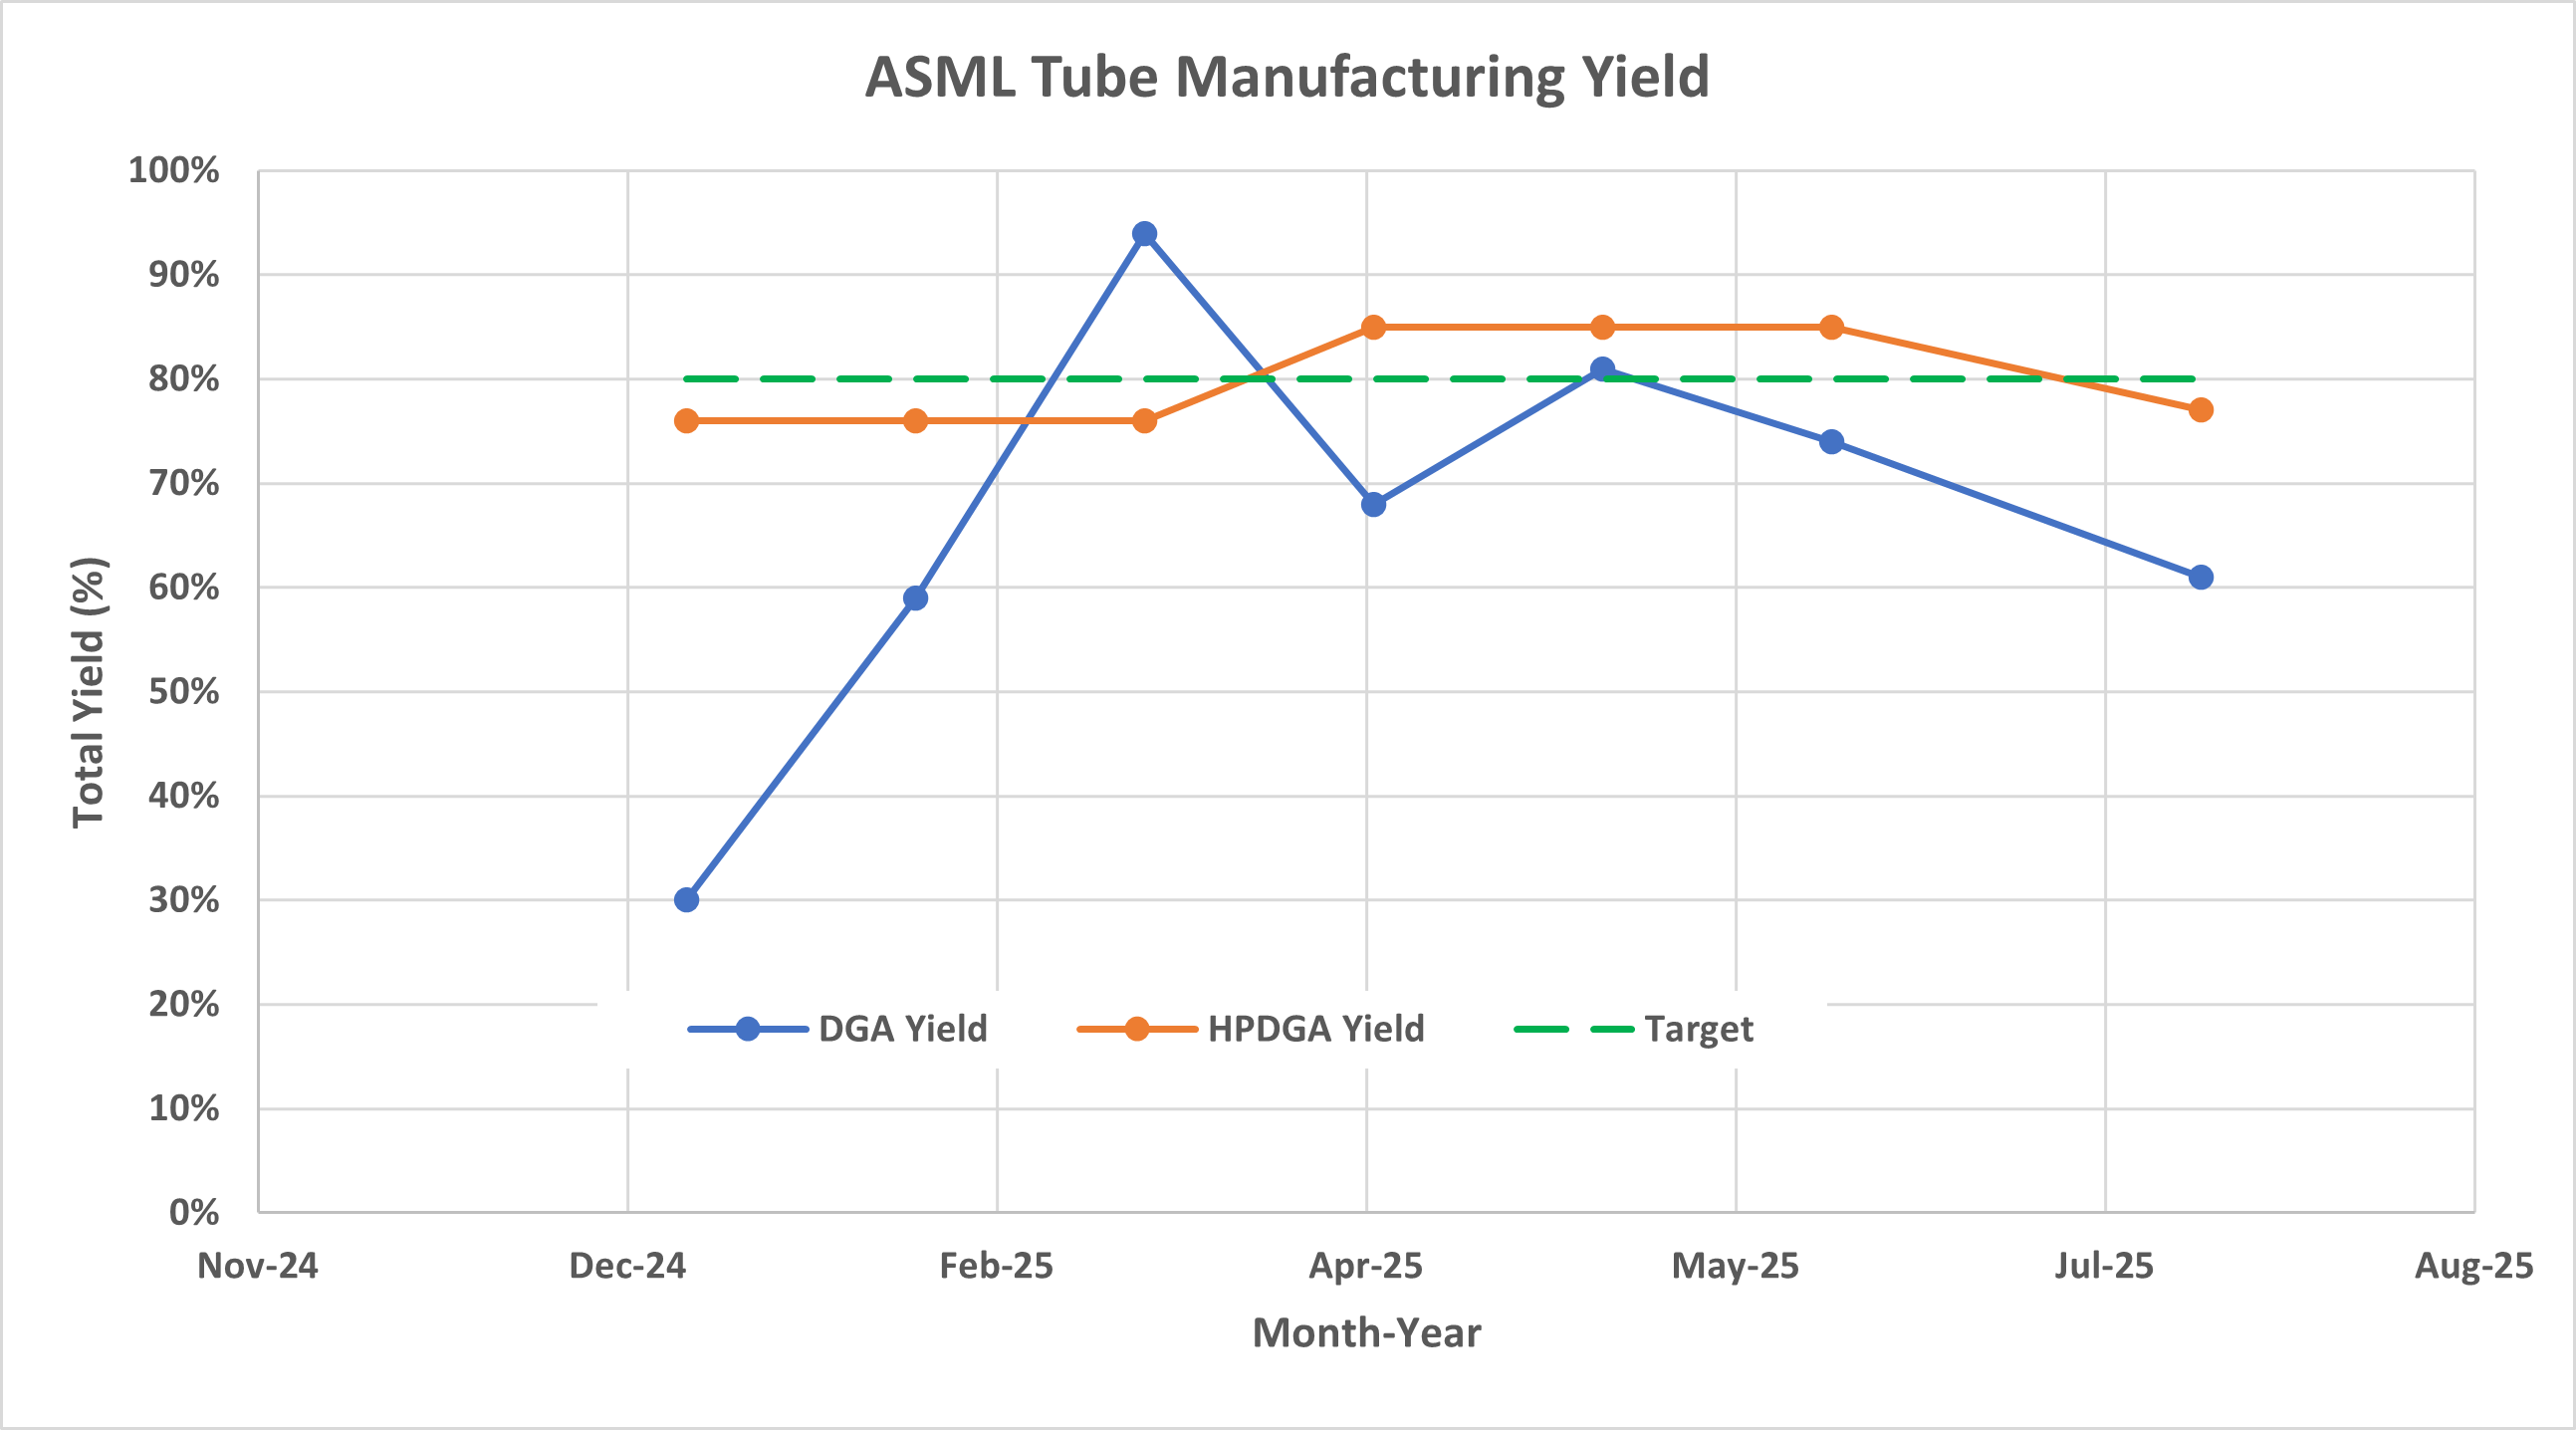 ASML Tube Manufacturing Yield
100%
90%
80%
70%
60%
50%
40%
30%
20%
10%
0%
Total Yield (%)
DGA Yield HPDGA Yield Target
Nov-24 Dec-24 Feb-25 Apr-25 May-25 Jul-25 Aug-25
Month-Year